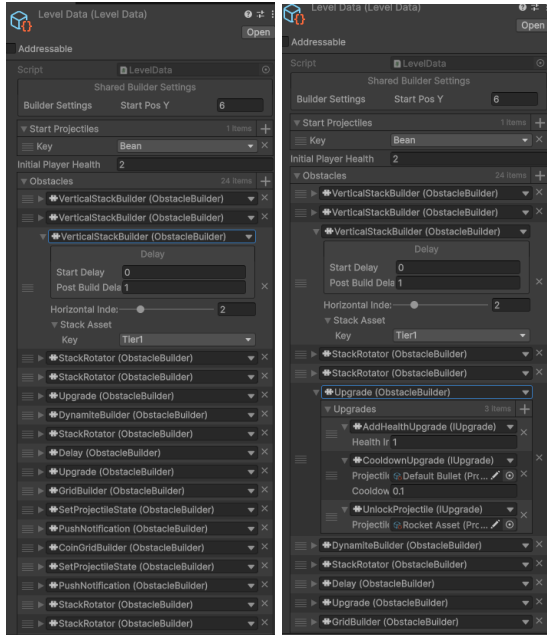 Level Data (Level Data)
Open
Addressable
Script
LevelData
Shared Builder Settings
Builder Settings Start Pos Y 6
Start Projectiles 1 Items
Key Bean
Initial Player Health 2
Obstacles 24 Items
VerticalStackBuilder (ObstacleBuilder)
VerticalStackBuilder (ObstacleBuilder)
VerticalStackBuilder (ObstacleBuilder)
Delay
Start Delay 0
Post Build Dela 1
Horizontal Inde: 2
Stack Asset
Key Tier1
StackRotator (ObstacleBuilder)
StackRotator (ObstacleBuilder)
Upgrade (ObstacleBuilder)
DynamiteBuilder (ObstacleBuilder)
StackRotator (ObstacleBuilder)
Delay (ObstacleBuilder)
Upgrade (ObstacleBuilder)
GridBuilder (ObstacleBuilder)
SetProjectileState (ObstacleBuilder)
PushNotification (ObstacleBuilder)
CoinGridBuilder (ObstacleBuilder)
SetProjectileState (ObstacleBuilder)
PushNotification (ObstacleBuilder)
StackRotator (ObstacleBuilder)
StackRotator (ObstacleBuilder)
Level Data (Level Data)
Open
Addressable
Script
LevelData
Shared Builder Settings
Builder Settings Start Pos Y 6
Start Projectiles 1 Items
Key Bean
Initial Player Health 2
Obstacles 24 Items
VerticalStackBuilder (ObstacleBuilder)
VerticalStackBuilder (ObstacleBuilder)
VerticalStackBuilder (ObstacleBuilder)
Delay
Start Delay 0
Post Build Dela 1
Horizontal Inde: 2
Stack Asset
Key Tier1
StackRotator (ObstacleBuilder)
StackRotator (ObstacleBuilder)
Upgrade (ObstacleBuilder)
Upgrades 3 Items
AddHealthUpgrade (IUpgrade)
Health Ir 1
CooldownUpgrade (IUpgrade)
Projectile Default Bullet (Prc...
Cooldow 0.1
UnlockProjectile (IUpgrade)
Projectile Rocket Asset (Prc...
DynamiteBuilder (ObstacleBuilder)
StackRotator (ObstacleBuilder)
Delay (ObstacleBuilder)
Upgrade (ObstacleBuilder)
GridBuilder (ObstacleBuilder)